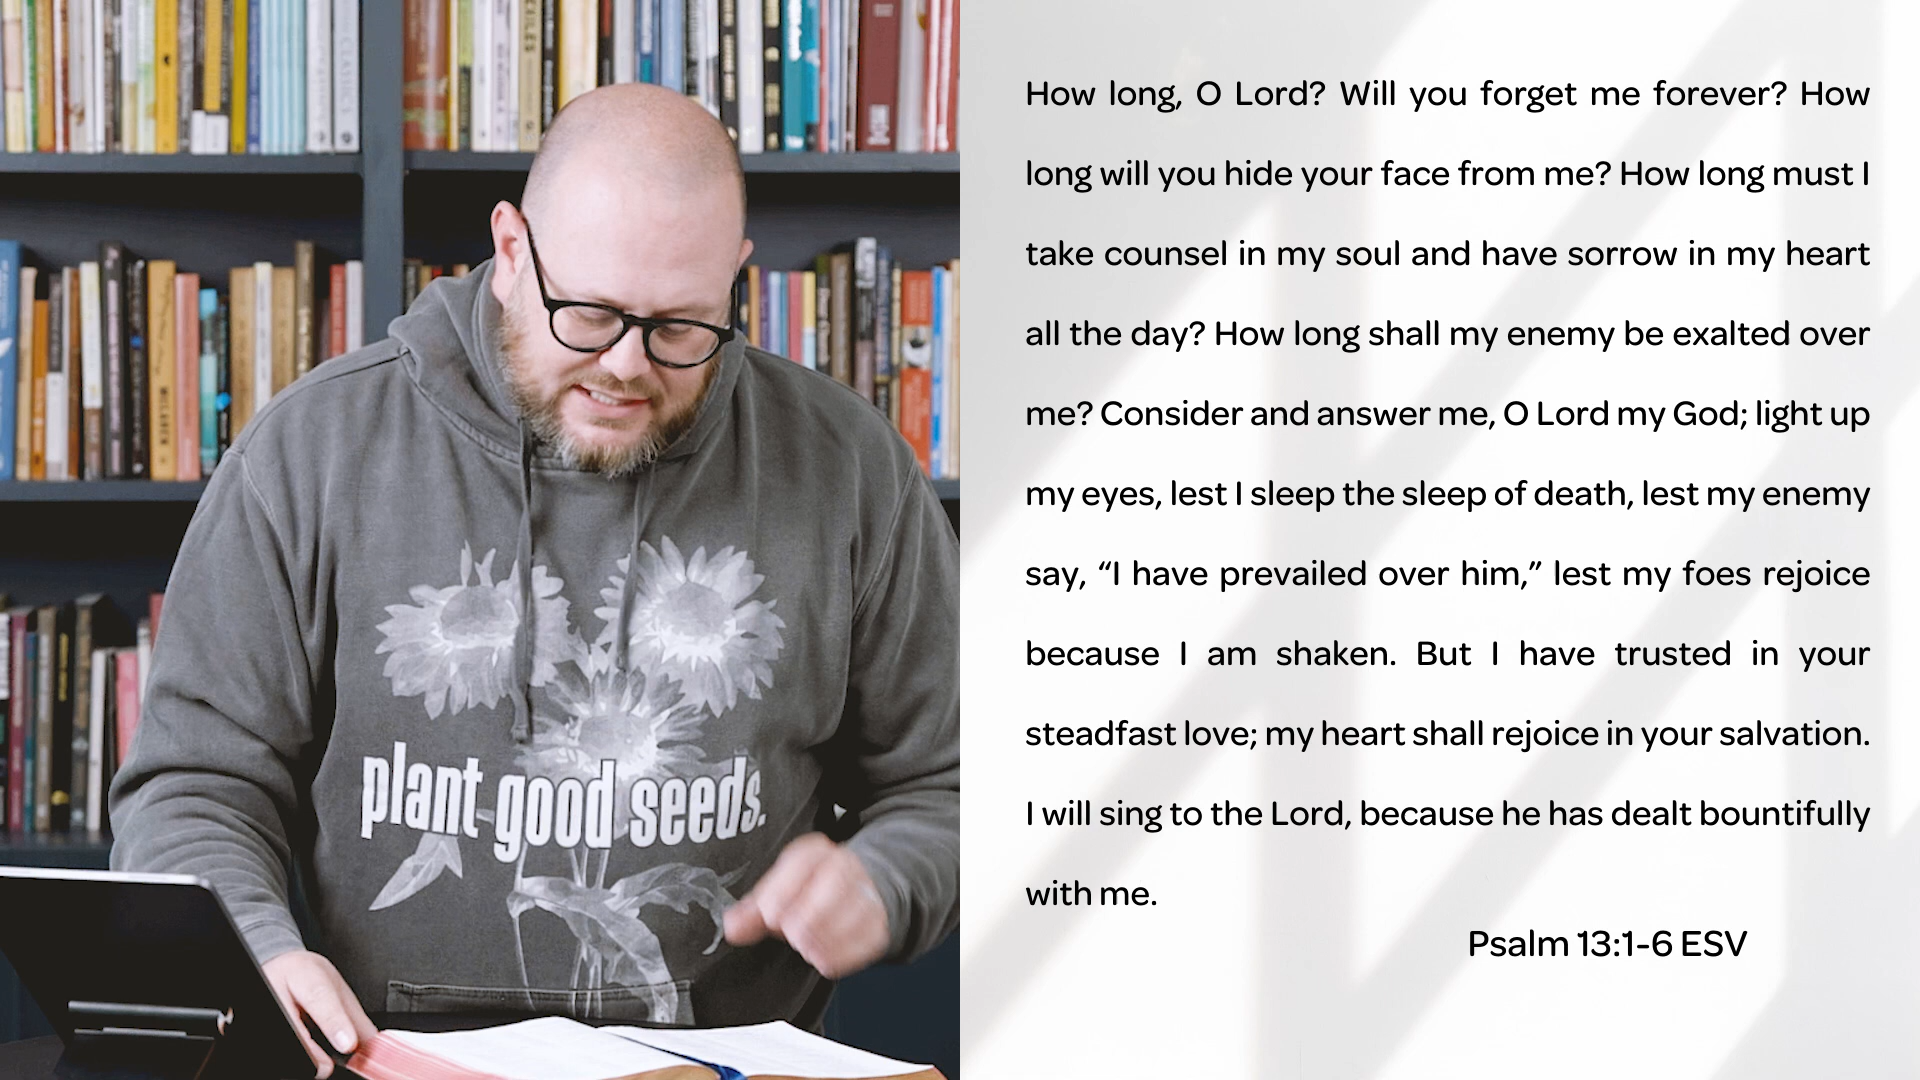 plant good seeds.
How long, O Lord? Will you forget me forever? How
long will you hide your face from me? How long must I
take counsel in my soul and have sorrow in my heart
all the day? How long shall my enemy be exalted over
me? Consider and answer me, O Lord my God; light up
my eyes, lest I sleep the sleep of death, lest my enemy
say, “I have prevailed over him,” lest my foes rejoice
because I am shaken. But I have trusted in your
steadfast love; my heart shall rejoice in your salvation.
I will sing to the Lord, because he has dealt bountifully
with me.
Psalm 13:1-6 ESV